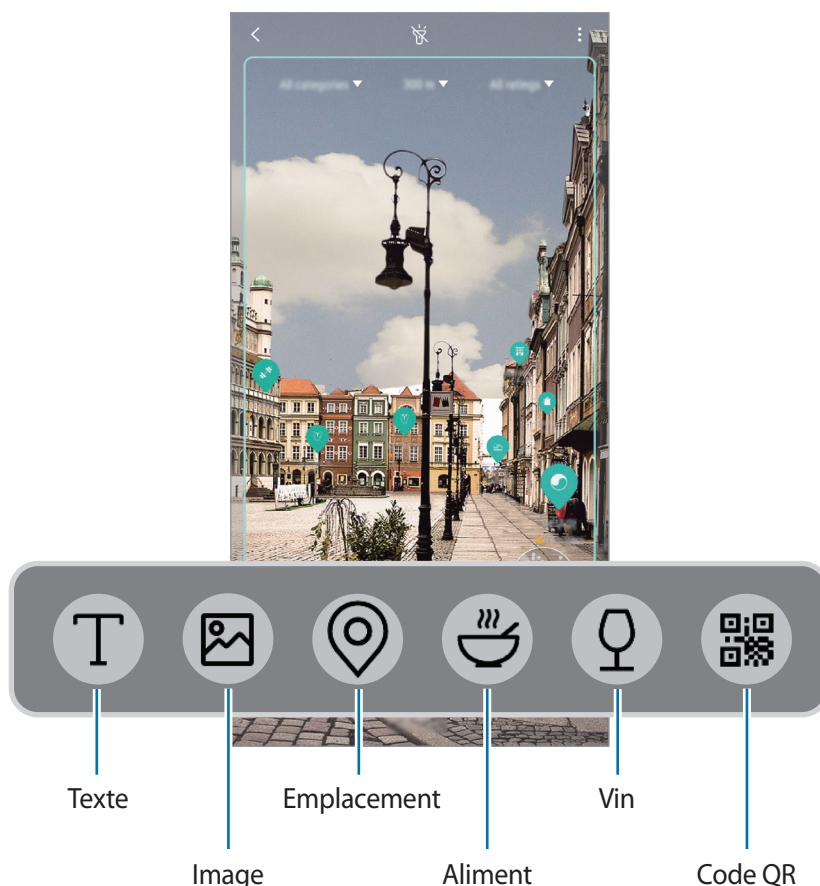 All categories 300 m All ratings
Texte Emplacement Vin
Image Aliment Code QR